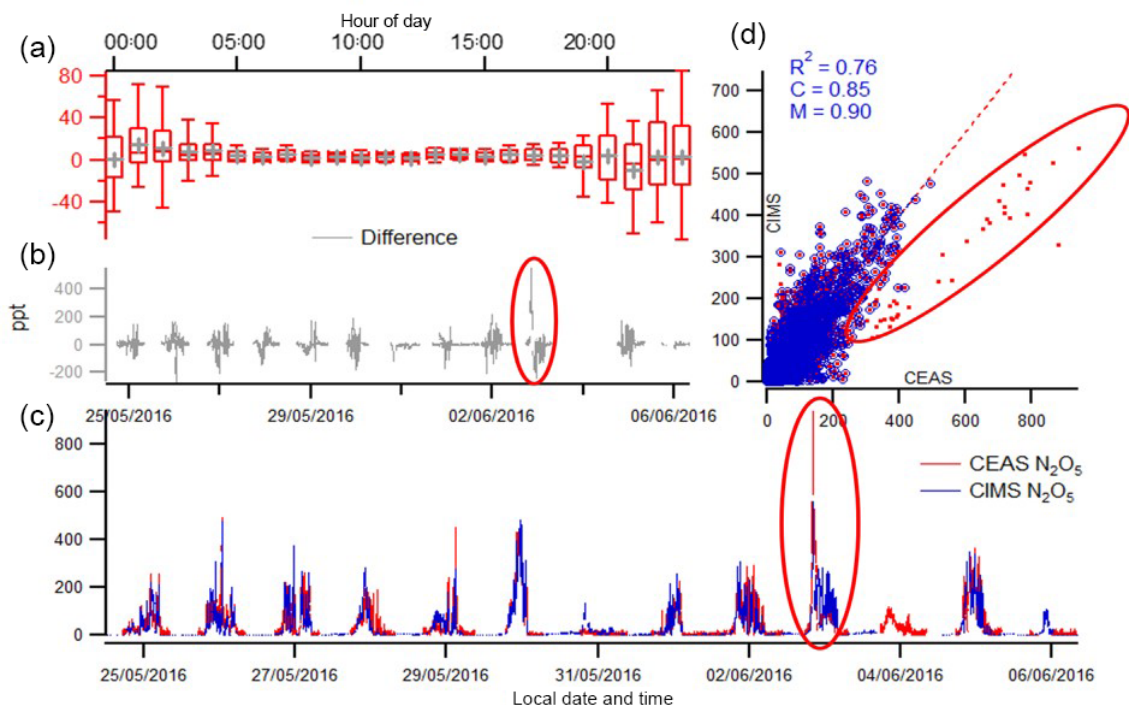 (a)
Hour of day
00:00 05:00 10:00 15:00 20:00
80
40
0
-40
Difference
(b)
ppt
400
200
0
-200
25/05/2016 29/05/2016 02/06/2016 06/06/2016
(d)
R² = 0.76
C = 0.85
M = 0.90
CIMS
700
600
500
400
300
200
100
0
CEAS
0 200 400 600 800
(c)
800
600
400
200
0
CEAS N₂O₅
CIMS N₂O₅
25/05/2016 27/05/2016 29/05/2016 31/05/2016 02/06/2016 04/06/2016 06/06/2016
Local date and time